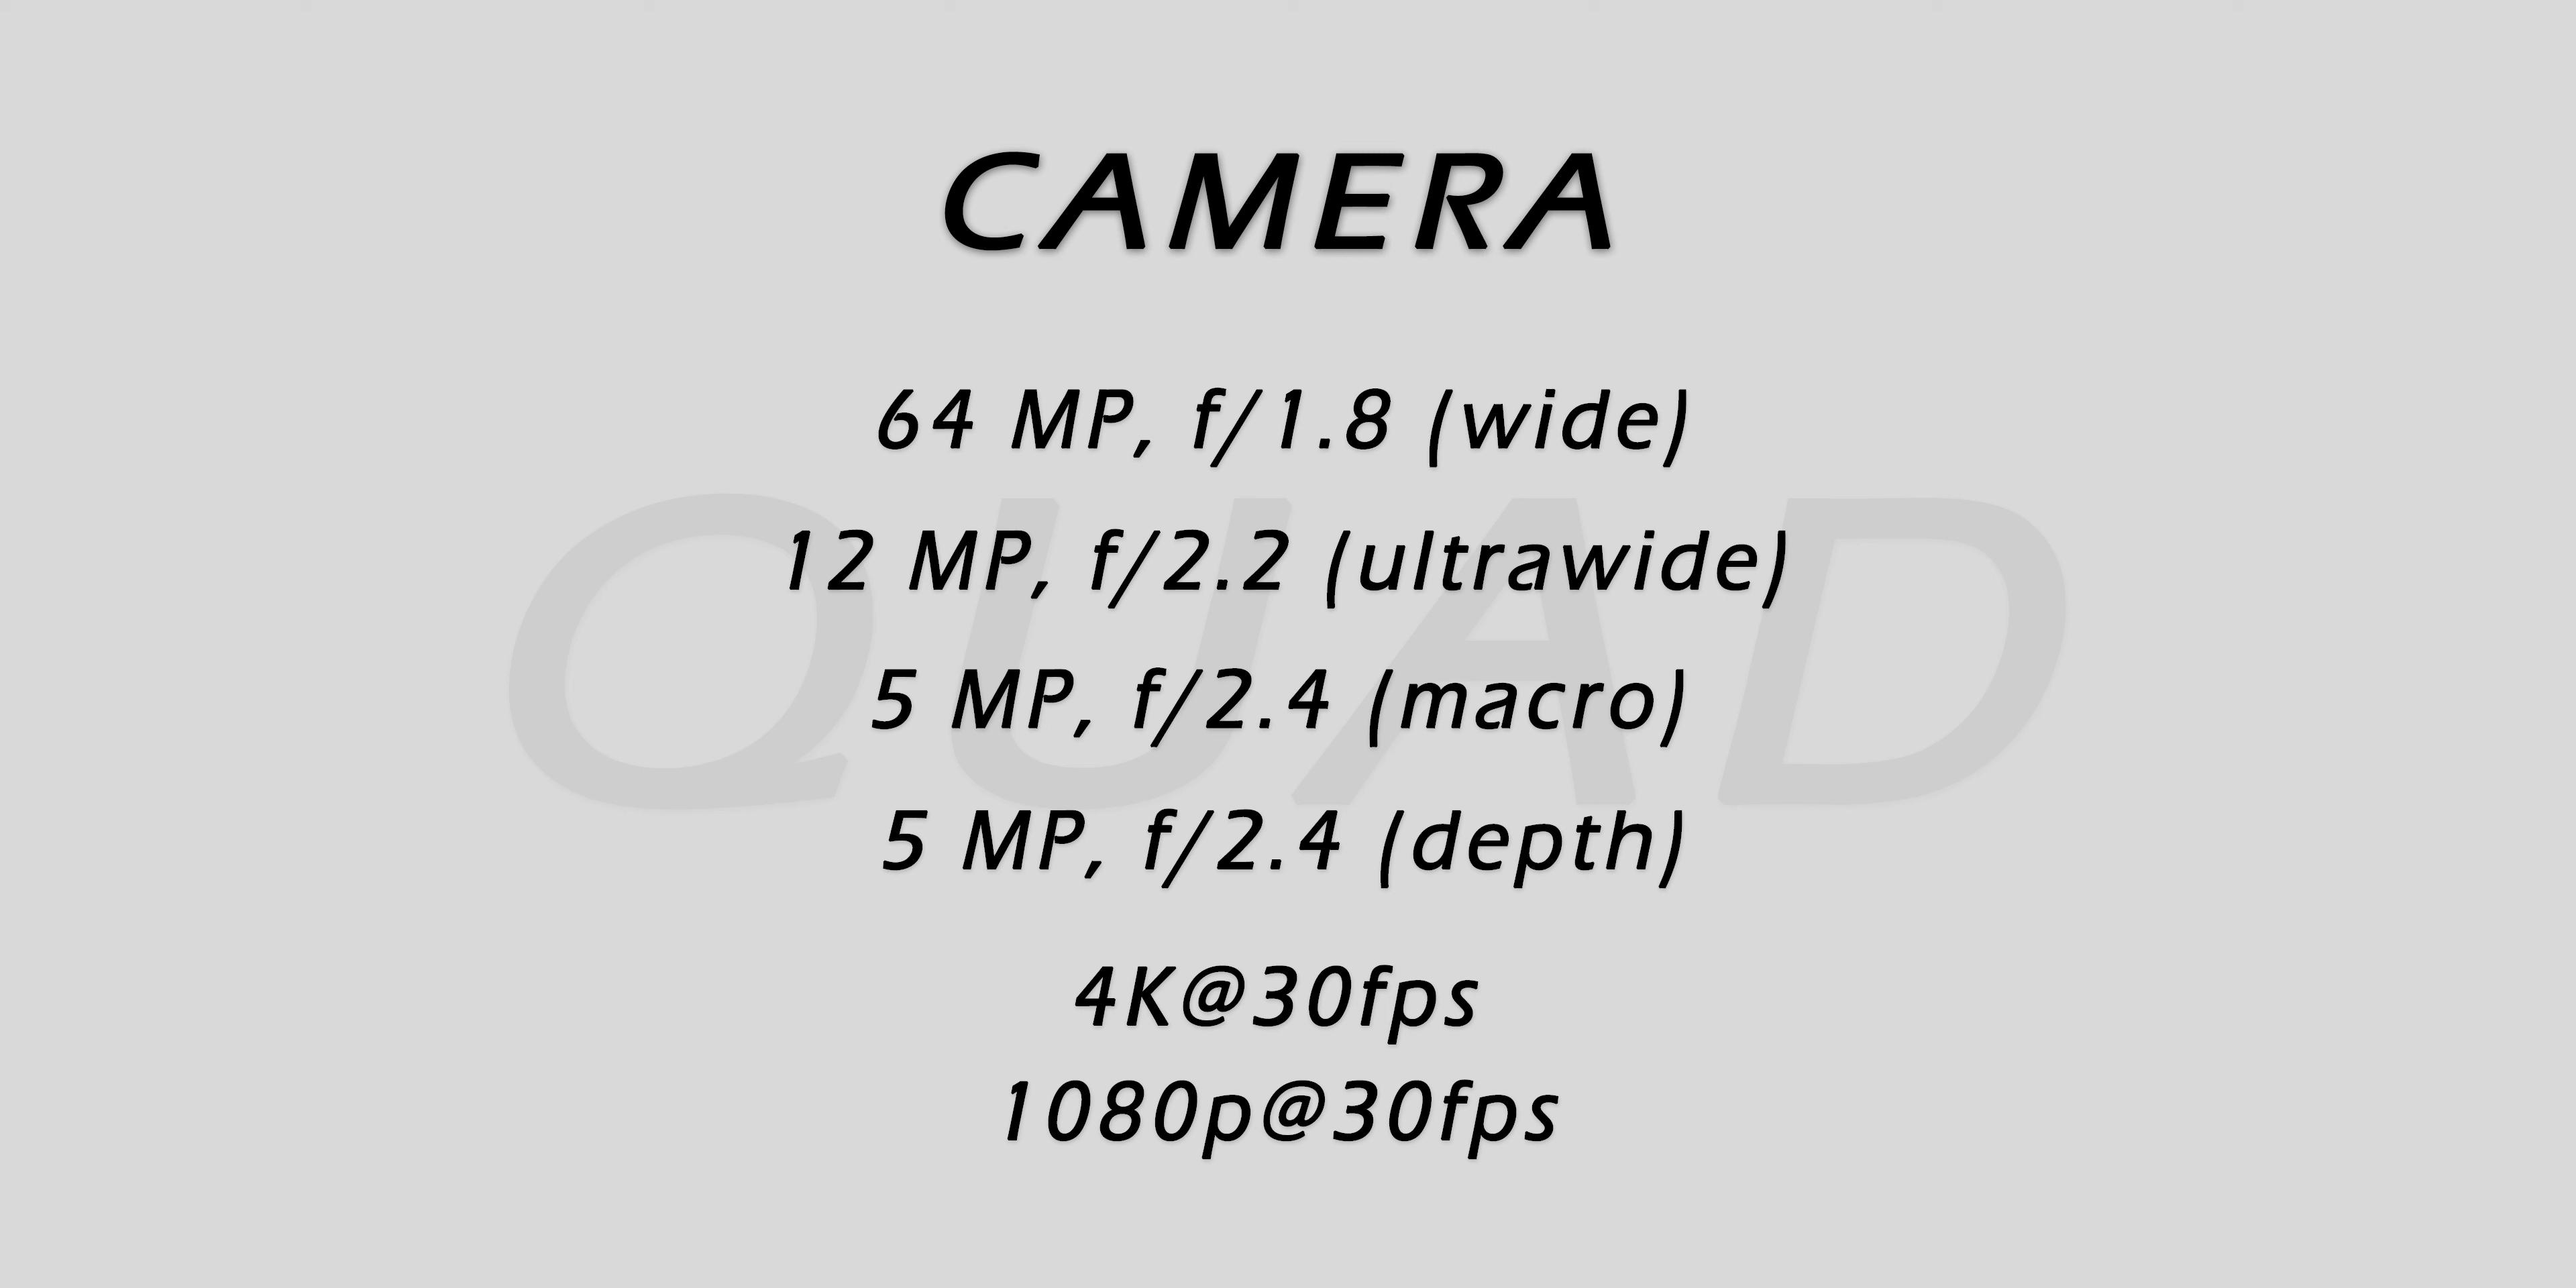 CAMERA
64 MP, f/1.8 (wide)
QUAD
12 MP, f/2.2 (ultrawide)
5 MP, f/2.4 (macro)
5 MP, f/2.4 (depth)
4K@30fps
1080p@30fps